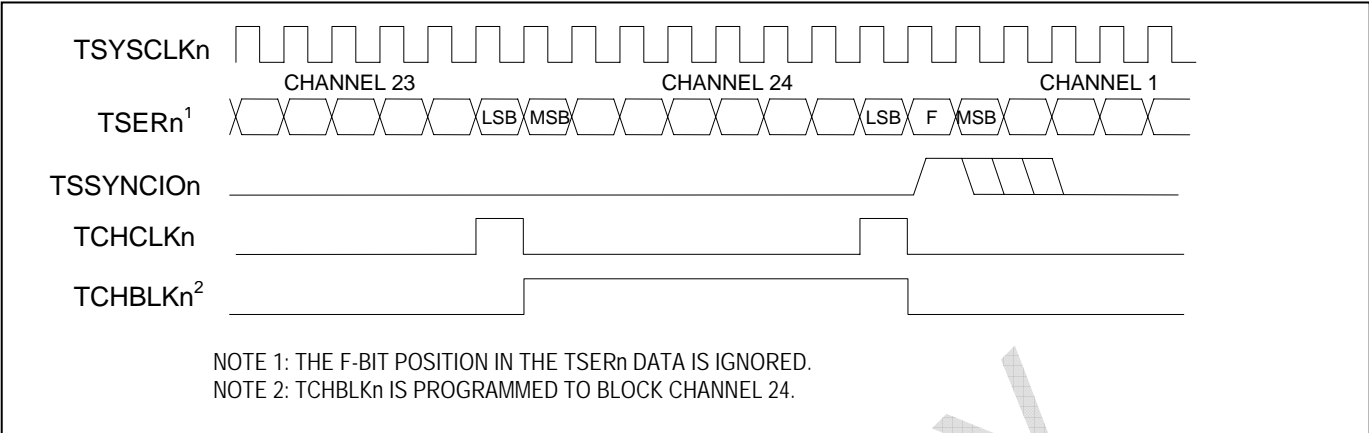 TSYSCLKn
CHANNEL 23 CHANNEL 24 CHANNEL 1
TSERn1 LSB MSB LSB F MSB
TSSYNCIOn
TCHCLKn
TCHBLKn2
NOTE 1: THE F-BIT POSITION IN THE TSERn DATA IS IGNORED.
NOTE 2: TCHBLKn IS PROGRAMMED TO BLOCK CHANNEL 24.